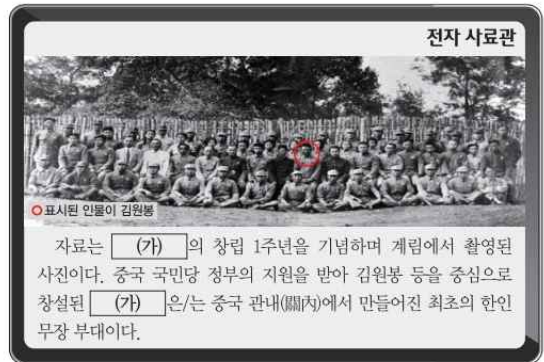 전자 사료관
표시된 인물이 김원봉
자료는 (가) 의 창립 1주년을 기념하며 계림에서 촬영된
사진이다. 중국 국민당 정부의 지원을 받아 김원봉 등을 중심으로
창설된 (가) 은/는 중국 관내(關內)에서 만들어진 최초의 한인
무장 부대이다.